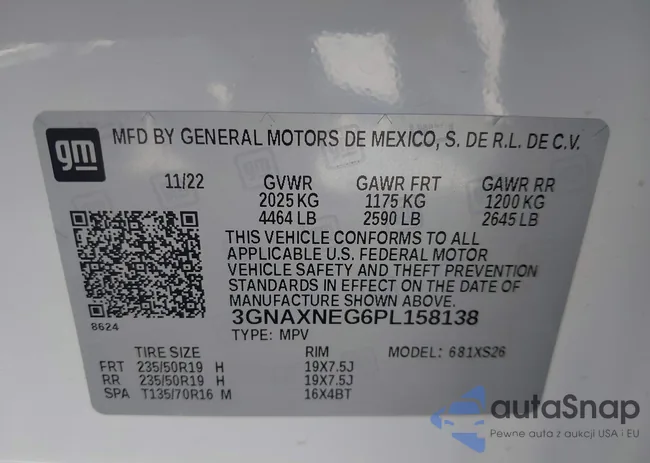 gm
MFD BY GENERAL MOTORS DE MEXICO, S. DE R.L. DE C.V.
11/22 GVWR GAWR FRT GAWR RR
2025 KG 1175 KG 1200 KG
4464 LB 2590 LB 2645 LB
THIS VEHICLE CONFORMS TO ALL
APPLICABLE U.S. FEDERAL MOTOR
VEHICLE SAFETY AND THEFT PREVENTION
STANDARDS IN EFFECT ON THE DATE OF
MANUFACTURE SHOWN ABOVE.
8624
3GNAXNEG6PL158138
TYPE: MPV
TIRE SIZE RIM MODEL: 681XS26
FRT 235/50R19 H 19X7.5J
RR 235/50R19 H 19X7.5J
SPA T135/70R16 M 16X4BT
autaSnap
Pewne auta z aukcji USA i EU